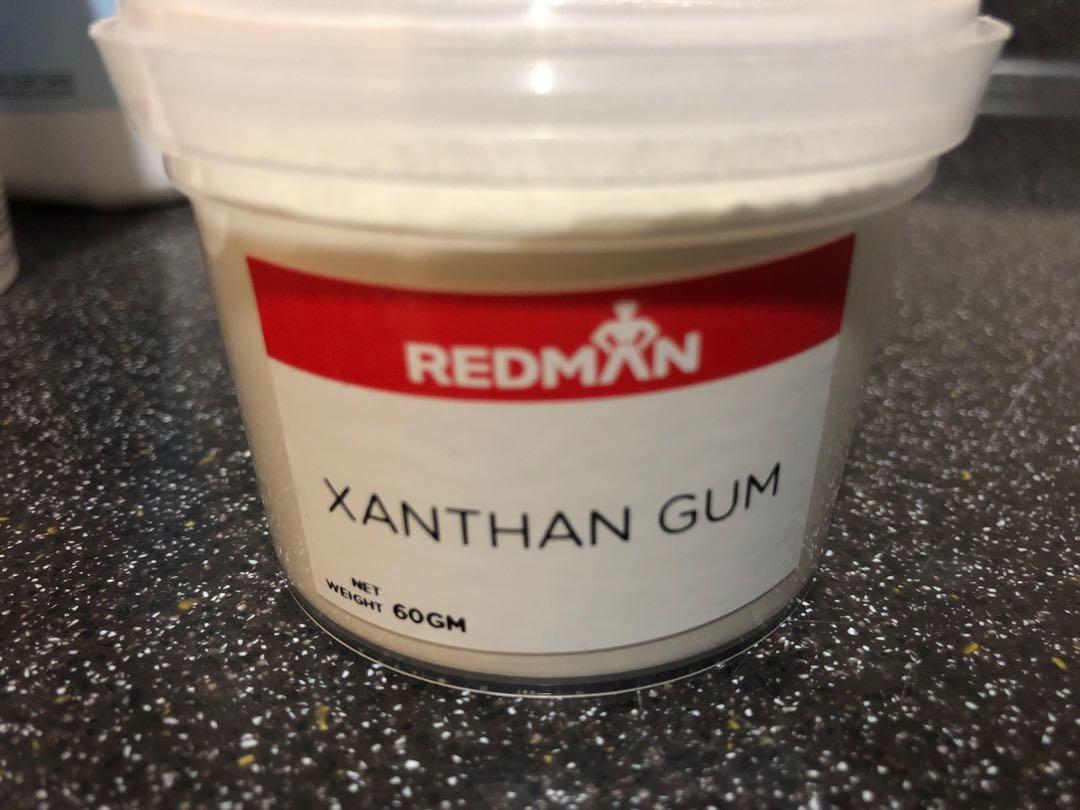 REDMAN
XANTHAN GUM
NET
WEIGHT 60GM